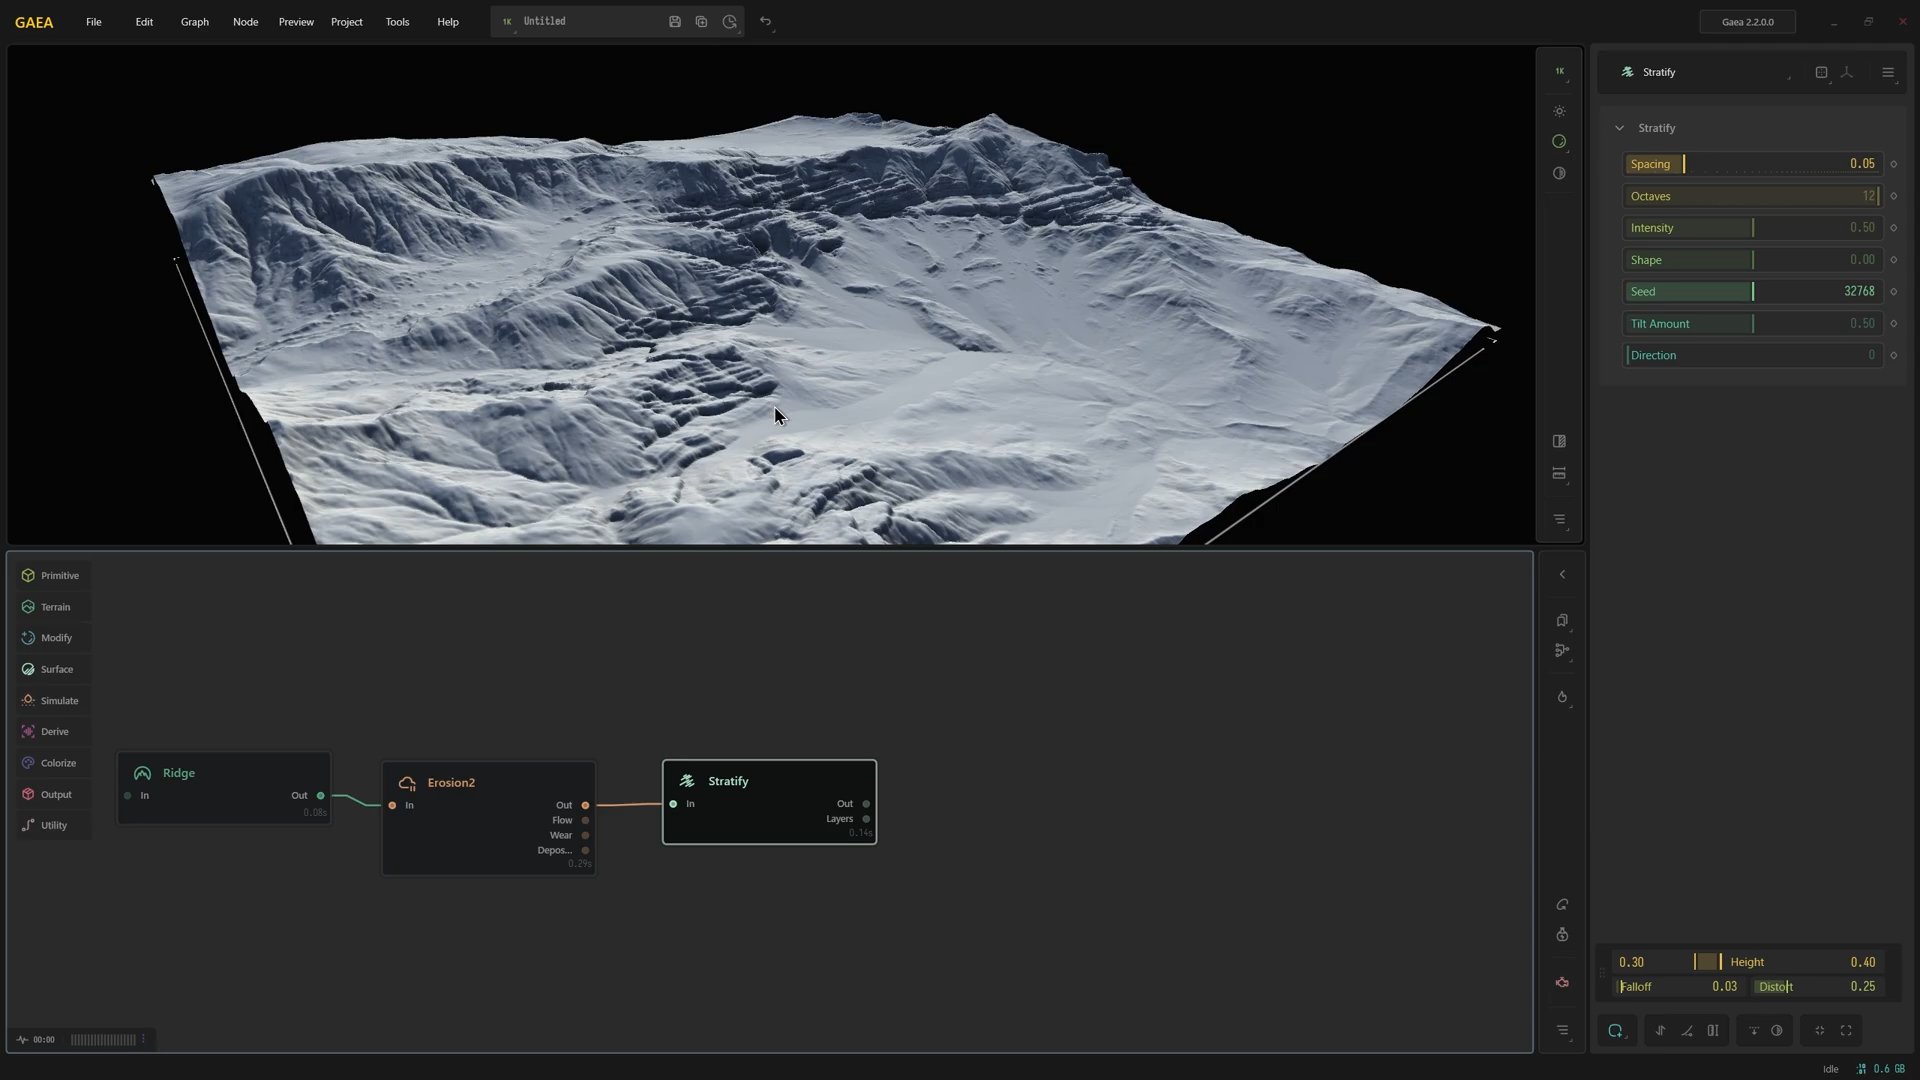 GAEA File Edit Graph Node Preview Project Tools Help 1K Untitled Gaea 2.2.0.0
1K
Stratify
Stratify
Spacing 0.05
Octaves 12
Intensity 0.50
Shape 0.00
Seed 32768
Tilt Amount 0.50
Direction 0
Primitive
Terrain
Modify
Surface
Simulate
Derive
Colorize
Output
Utility
Ridge
In Out
0.08s
Erosion2
In Out
Flow
Wear
Depos...
0.29s
Stratify
In Out
Layers
0.14s
0.30 Height 0.40
Falloff 0.03 Distort 0.25
00:00
Idle 0.6 GB